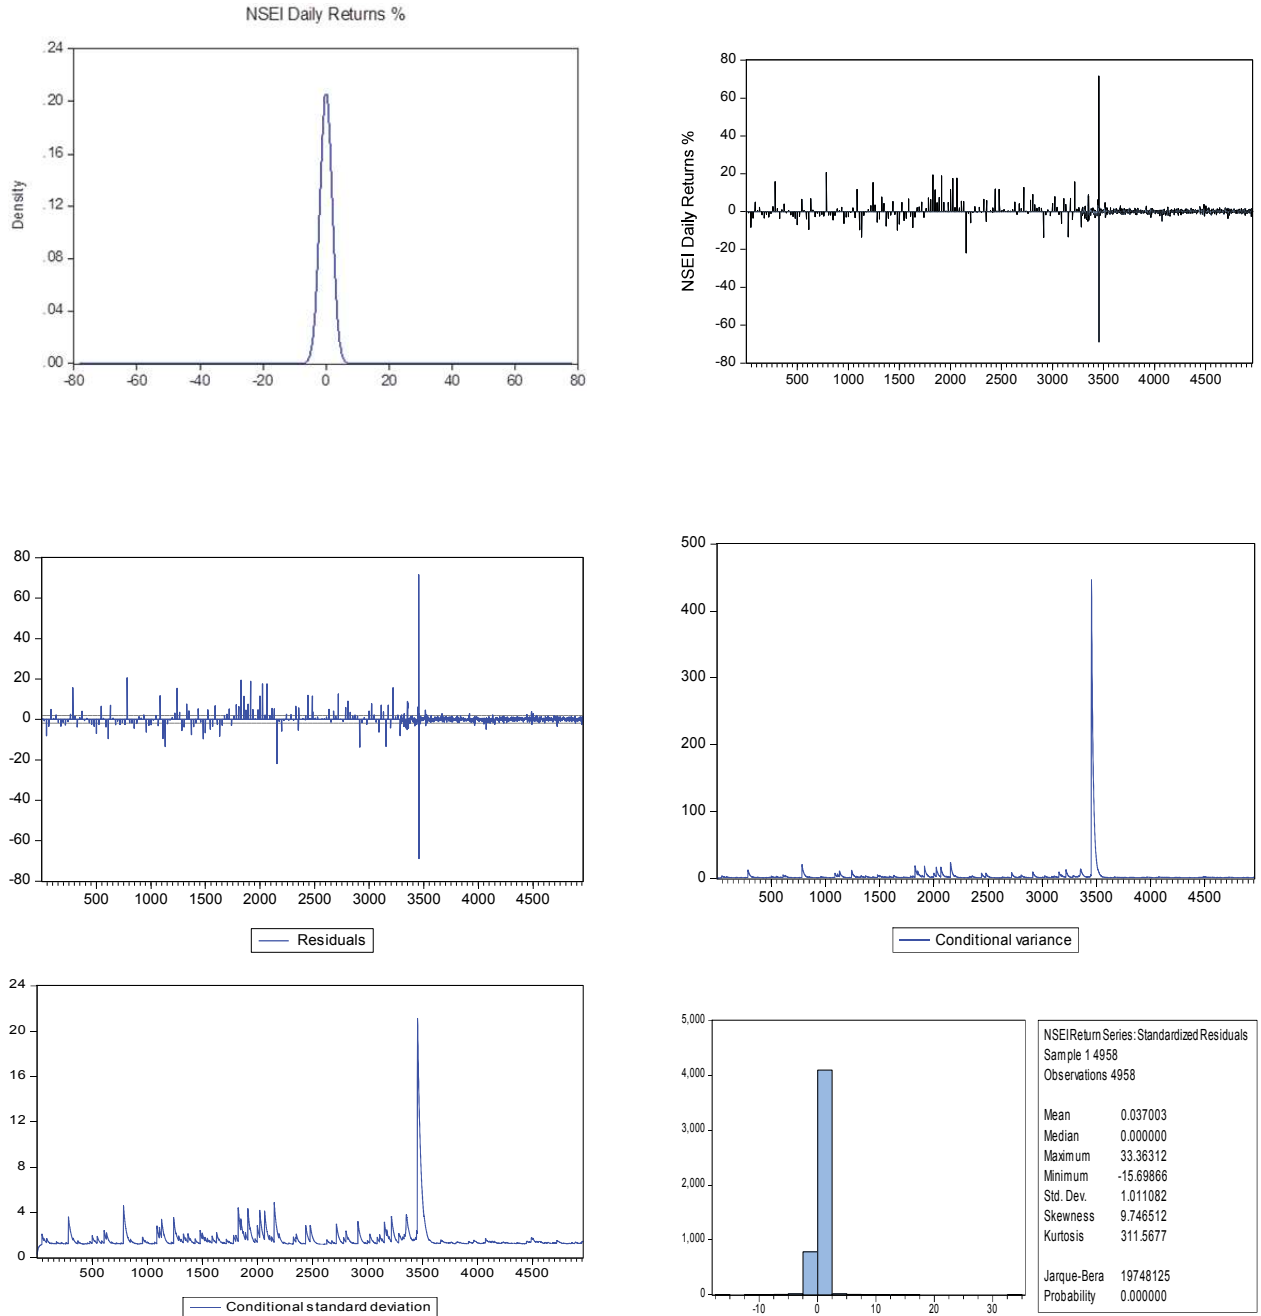 NSEI Daily Returns %
.24
.20
.16
.12
.08
.04
.00
Density
-80 -60 -40 -20 0 20 40 60 80
80
60
40
20
0
-20
-40
-60
-80
NSEI Daily Returns %
500 1000 1500 2000 2500 3000 3500 4000 4500
80
60
40
20
0
-20
-40
-60
-80
500 1000 1500 2000 2500 3000 3500 4000 4500
Residuals
500
400
300
200
100
0
500 1000 1500 2000 2500 3000 3500 4000 4500
Conditional variance
24
20
16
12
8
4
0
500 1000 1500 2000 2500 3000 3500 4000 4500
Conditional standard deviation
5,000
4,000
3,000
2,000
1,000
0
-10 0 10 20 30
NSEI Return Series: Standardized Residuals
Sample 1 4958
Observations 4958
Mean 0.037003
Median 0.000000
Maximum 33.36312
Minimum -15.69866
Std. Dev. 1.011082
Skewness 9.746512
Kurtosis 311.5677
Jarque-Bera 19748125
Probability 0.000000